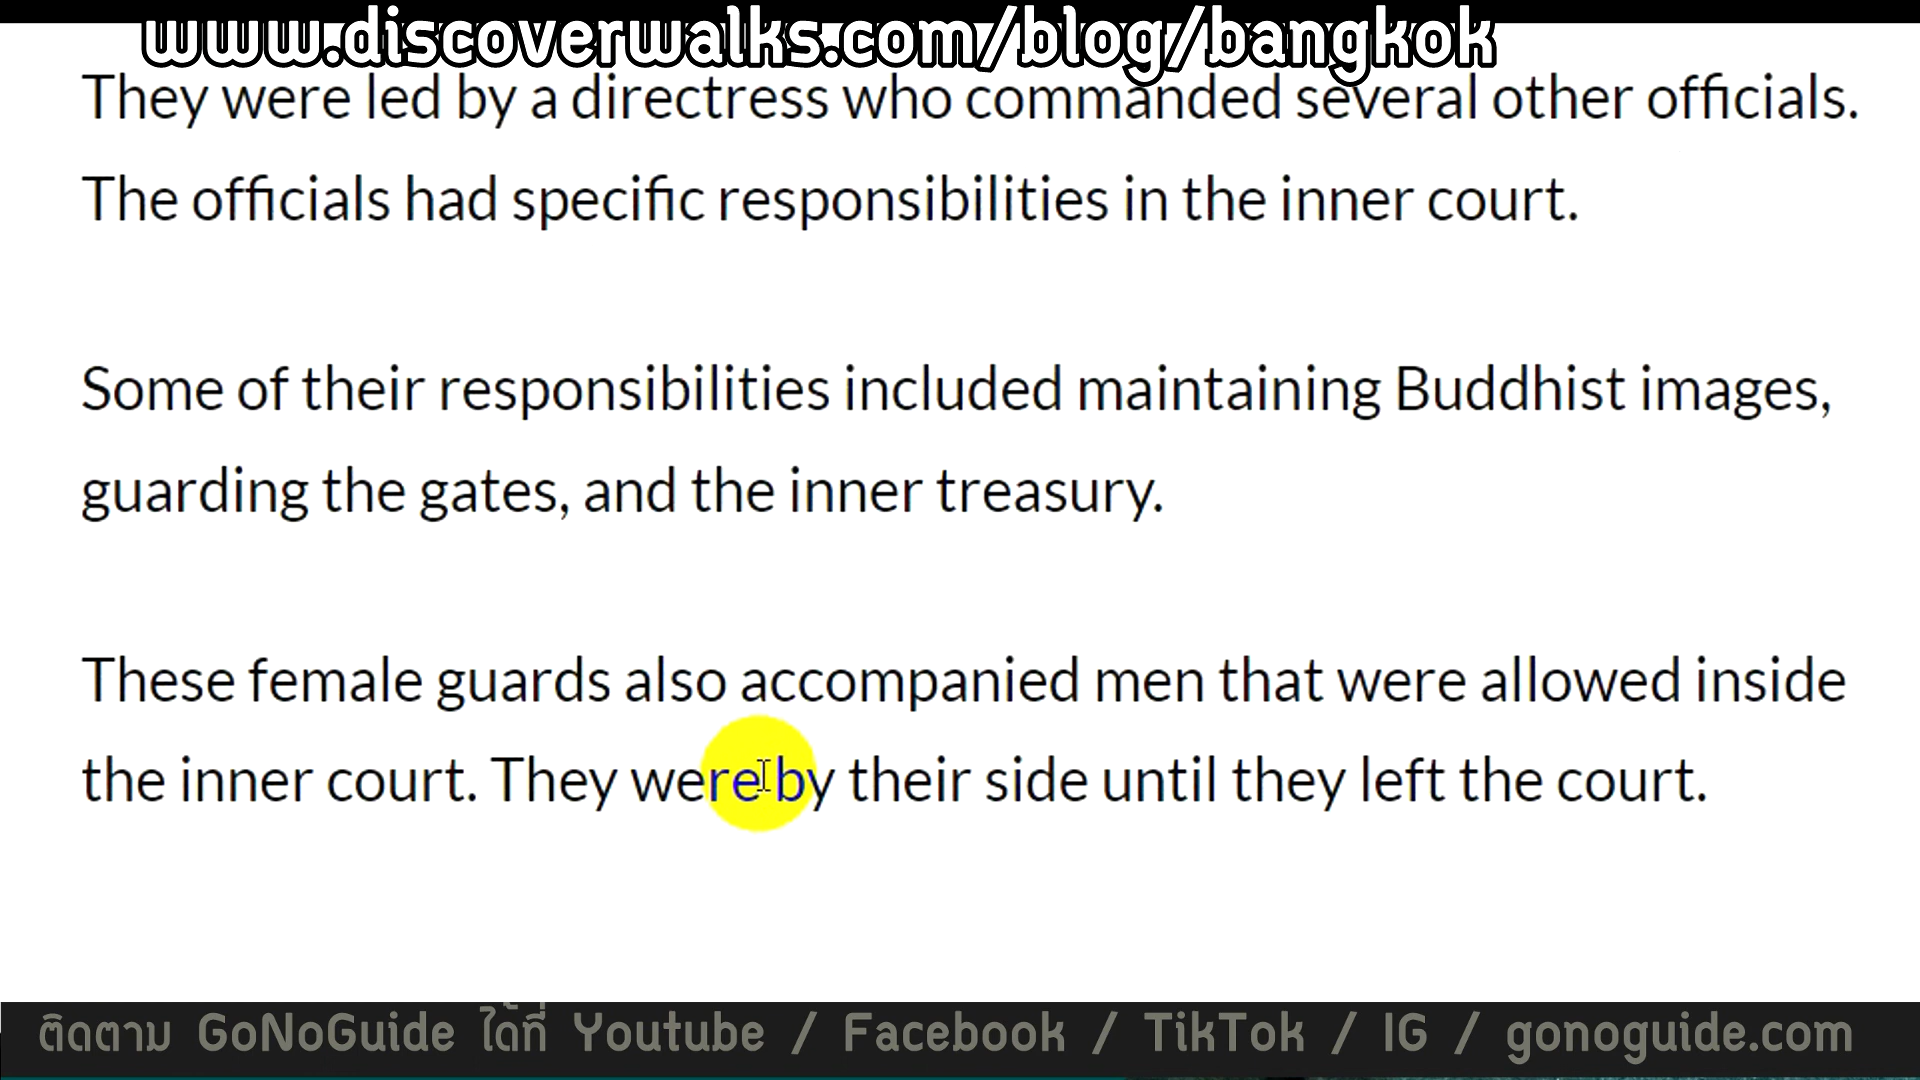 www.discoverwalks.com/blog/bangkok
They were led by a directress who commanded several other officials.
The officials had specific responsibilities in the inner court.
Some of their responsibilities included maintaining Buddhist images,
guarding the gates, and the inner treasury.
These female guards also accompanied men that were allowed inside
the inner court. They were by their side until they left the court.
ติดตาม GoNoGuide ได้ที่ Youtube / Facebook / TikTok / IG / gonoguide.com